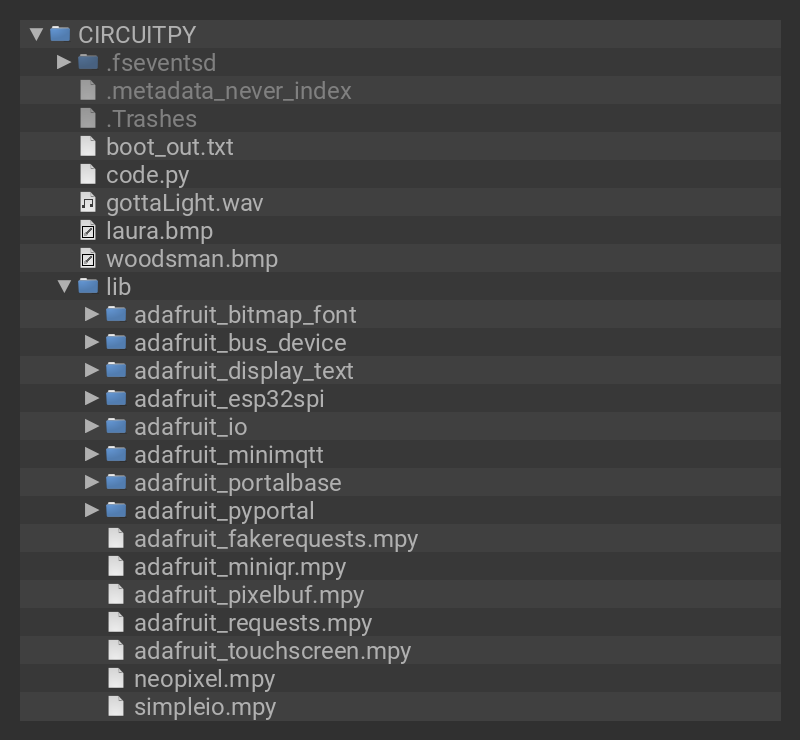 CIRCUITPY
.fseventsd
.metadata_never_index
.Trashes
boot_out.txt
code.py
gottaLight.wav
laura.bmp
woodsman.bmp
lib
adafruit_bitmap_font
adafruit_bus_device
adafruit_display_text
adafruit_esp32spi
adafruit_io
adafruit_minimqtt
adafruit_portalbase
adafruit_pyportal
adafruit_fakerequests.mpy
adafruit_miniqr.mpy
adafruit_pixelbuf.mpy
adafruit_requests.mpy
adafruit_touchscreen.mpy
neopixel.mpy
simpleio.mpy